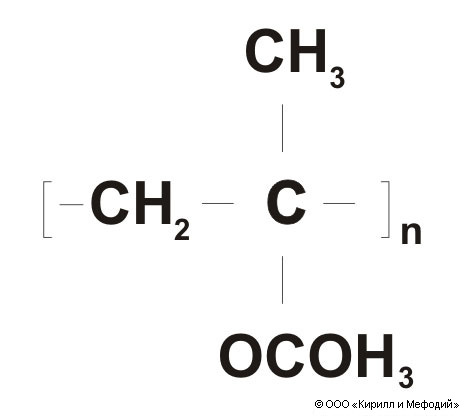 CH₃
[–CH₂ – C – ]n
OCOH₃
© ООО «Кирилл и Мефодий»